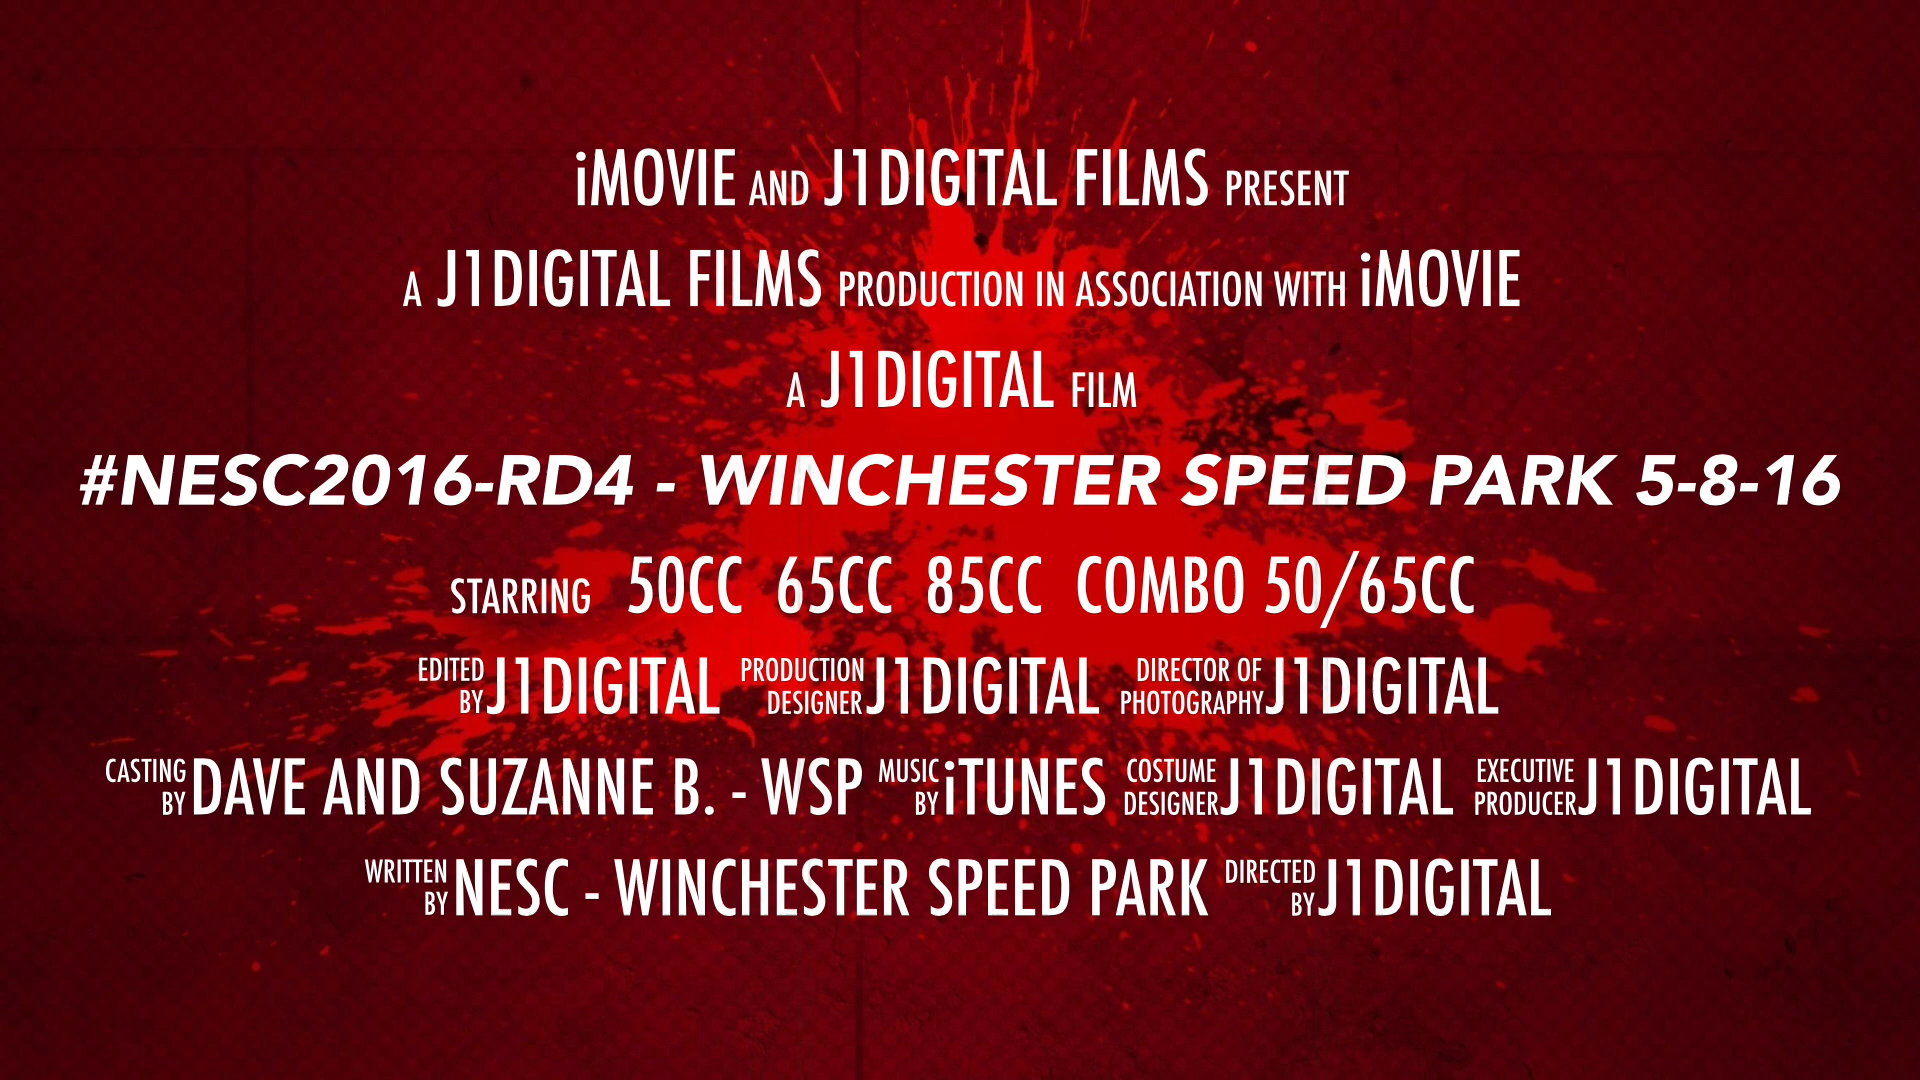 iMOVIE AND J1DIGITAL FILMS PRESENT
A J1DIGITAL FILMS PRODUCTION IN ASSOCIATION WITH iMOVIE
A J1DIGITAL FILM
#NESC2016-RD4 - WINCHESTER SPEED PARK 5-8-16
STARRING 50CC 65CC 85CC COMBO 50/65CC
EDITED BY J1DIGITAL PRODUCTION DESIGNER J1DIGITAL DIRECTOR OF PHOTOGRAPHY J1DIGITAL
CASTING BY DAVE AND SUZANNE B. - WSP MUSIC BY iTUNES COSTUME DESIGNER J1DIGITAL EXECUTIVE PRODUCER J1DIGITAL
WRITTEN BY NESC - WINCHESTER SPEED PARK DIRECTED BY J1DIGITAL